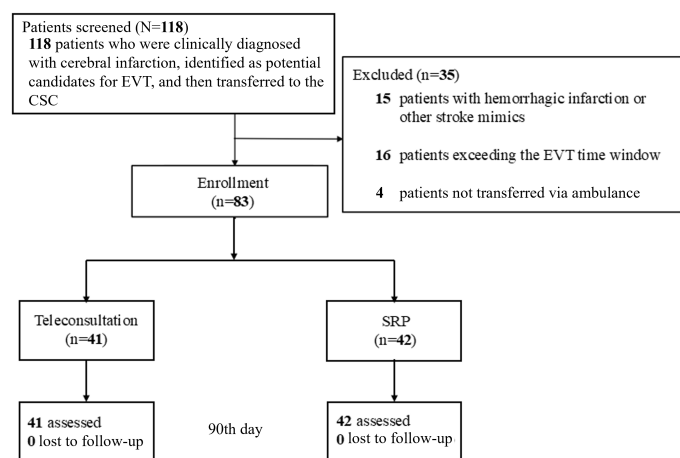 Patients screened (N=118)
118 patients who were clinically diagnosed
with cerebral infarction, identified as potential
candidates for EVT, and then transferred to the
CSC
Excluded (n=35)
15 patients with hemorrhagic infarction or
other stroke mimics
16 patients exceeding the EVT time window
4 patients not transferred via ambulance
Enrollment
(n=83)
Teleconsultation
(n=41)
SRP
(n=42)
41 assessed
0 lost to follow-up
90th day
42 assessed
0 lost to follow-up